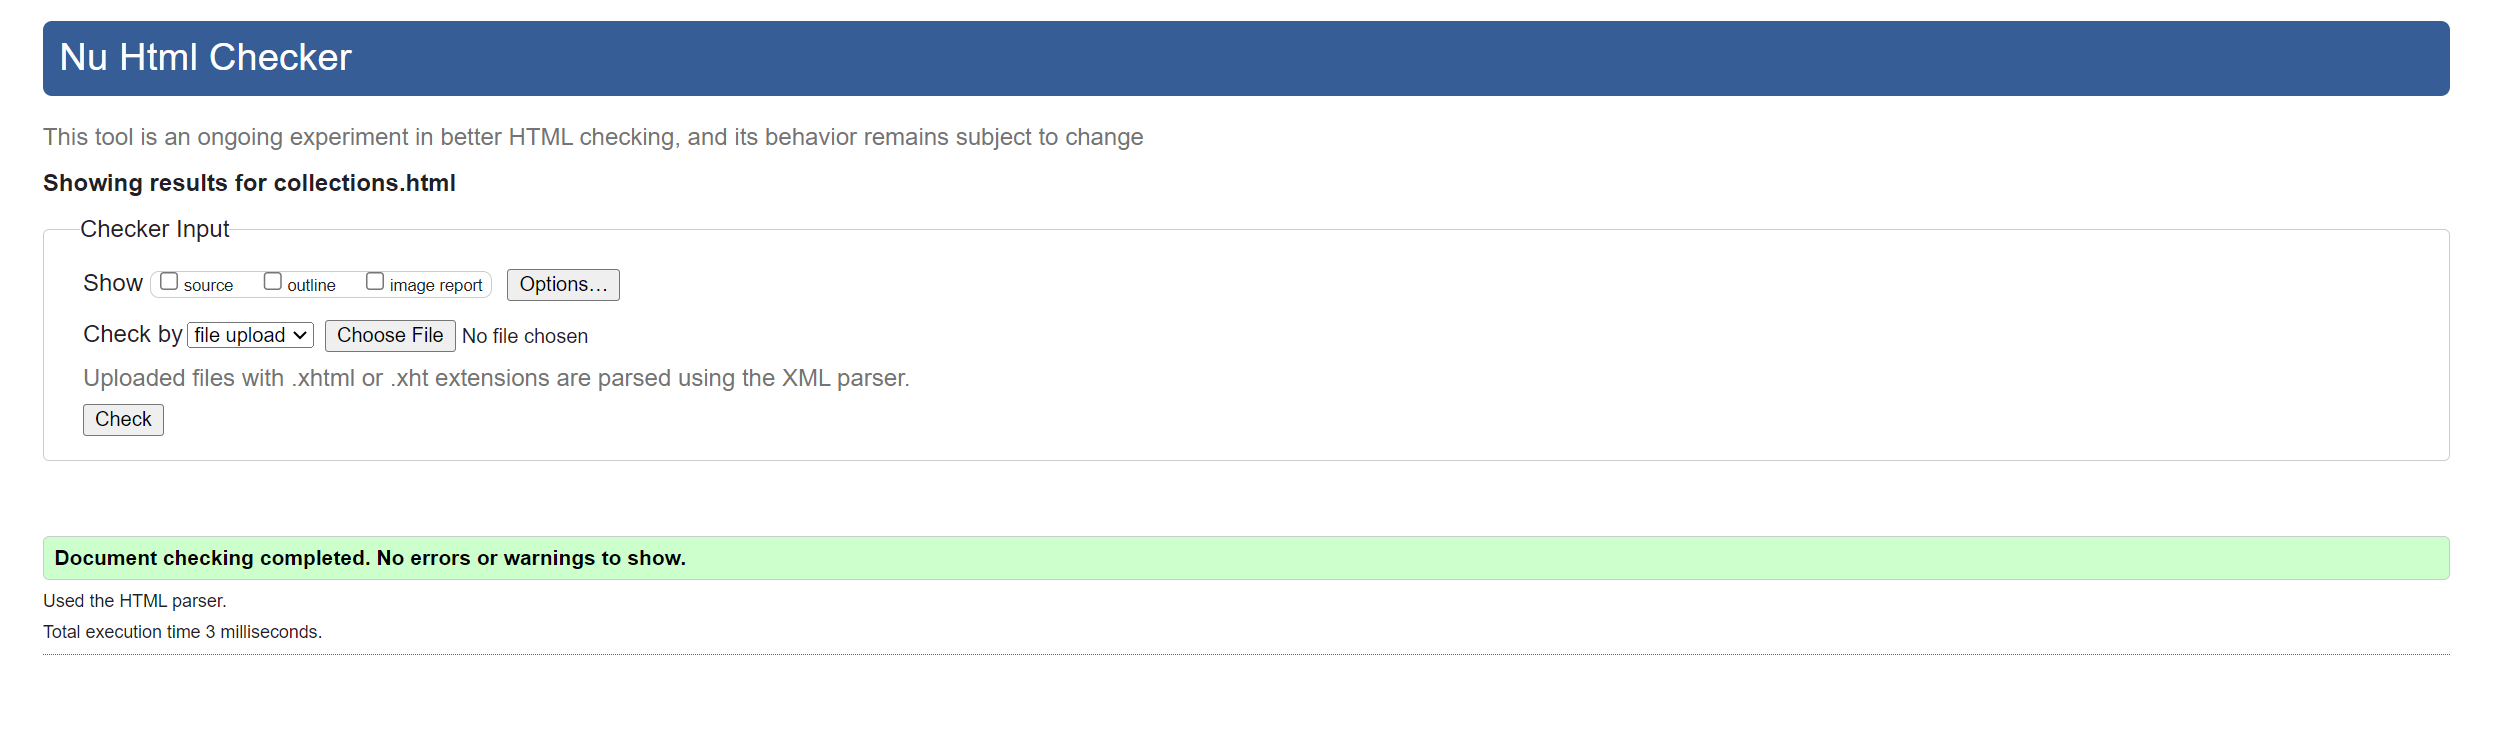 Nu Html Checker
This tool is an ongoing experiment in better HTML checking, and its behavior remains subject to change
Showing results for collections.html
Checker Input
Show source outline image report Options...
Check by file upload Choose File No file chosen
Uploaded files with .xhtml or .xht extensions are parsed using the XML parser.
Check
Document checking completed. No errors or warnings to show.
Used the HTML parser.
Total execution time 3 milliseconds.